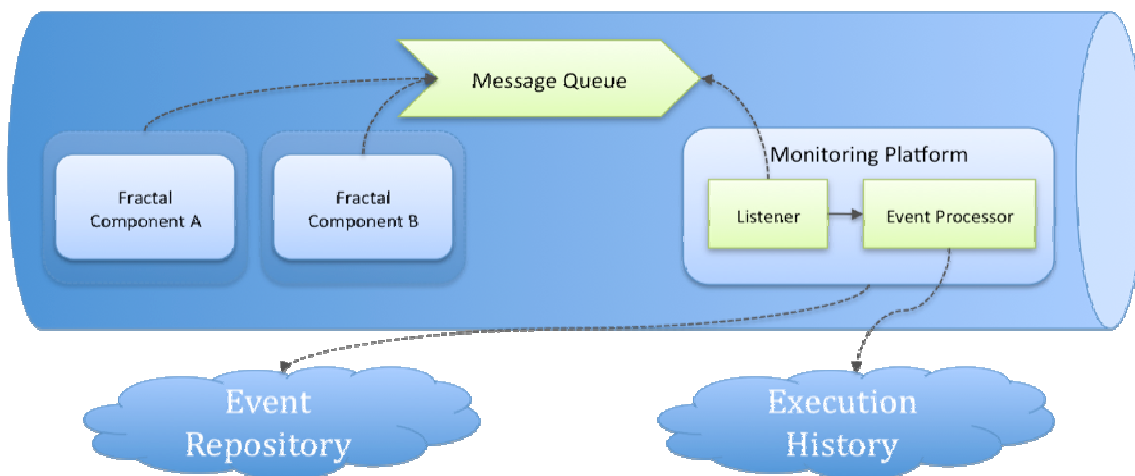 Message Queue
Fractal
Component A
Fractal
Component B
Monitoring Platform
Listener
Event Processor
Event
Repository
Execution
History